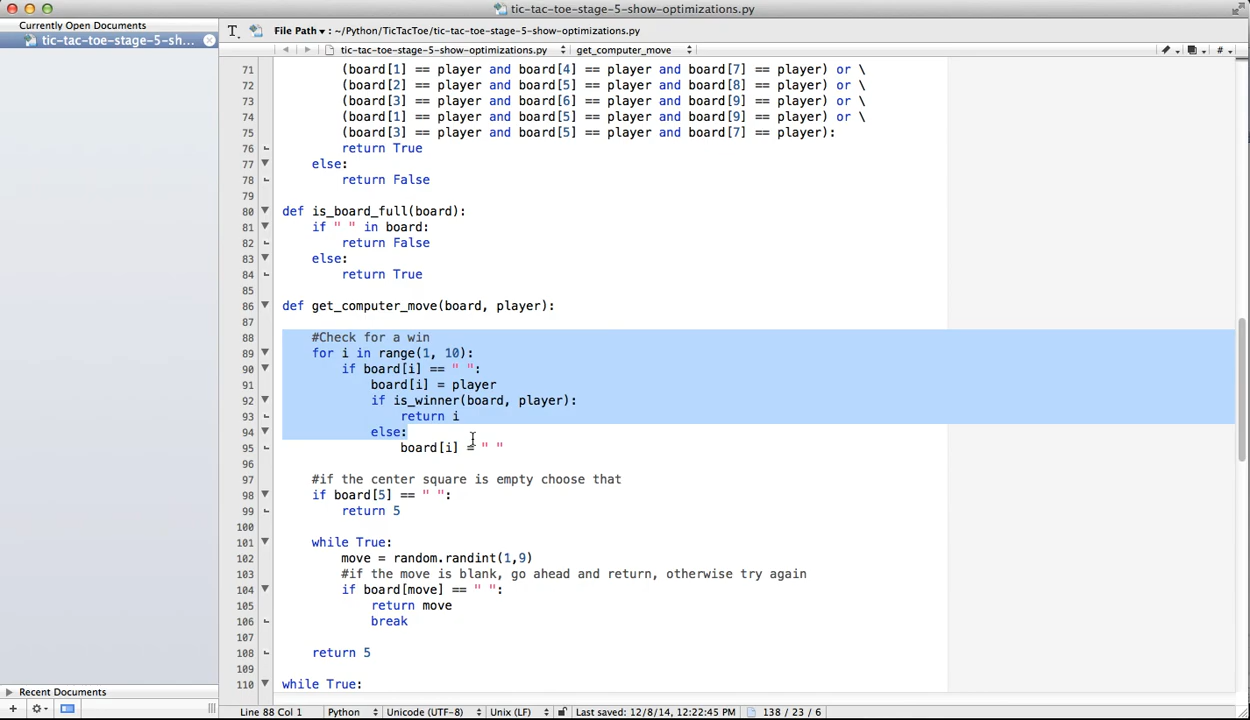 tic-tac-toe-stage-5-show-optimizations.py
Currently Open Documents
tic-tac-toe-stage-5-sh...
File Path ▾ : ~/Python/TicTacToe/tic-tac-toe-stage-5-show-optimizations.py
tic-tac-toe-stage-5-show-optimizations.py get_computer_move
71 (board[1] == player and board[4] == player and board[7] == player) or \
72 (board[2] == player and board[5] == player and board[8] == player) or \
73 (board[3] == player and board[6] == player and board[9] == player) or \
74 (board[1] == player and board[5] == player and board[9] == player) or \
75 (board[3] == player and board[5] == player and board[7] == player):
76 return True
77 else:
78 return False
79
80 def is_board_full(board):
81 if " " in board:
82 return False
83 else:
84 return True
85
86 def get_computer_move(board, player):
87
88 #Check for a win
89 for i in range(1, 10):
90 if board[i] == " ":
91 board[i] = player
92 if is_winner(board, player):
93 return i
94 else:
95 board[i] = " "
96
97 #if the center square is empty choose that
98 if board[5] == " ":
99 return 5
100
101 while True:
102 move = random.randint(1,9)
103 #if the move is blank, go ahead and return, otherwise try again
104 if board[move] == " ":
105 return move
106 break
107
108 return 5
109
110 while True:
Recent Documents
Line 88 Col 1 Python Unicode (UTF-8) Unix (LF) Last saved: 12/8/14, 12:22:45 PM 138 / 23 / 6